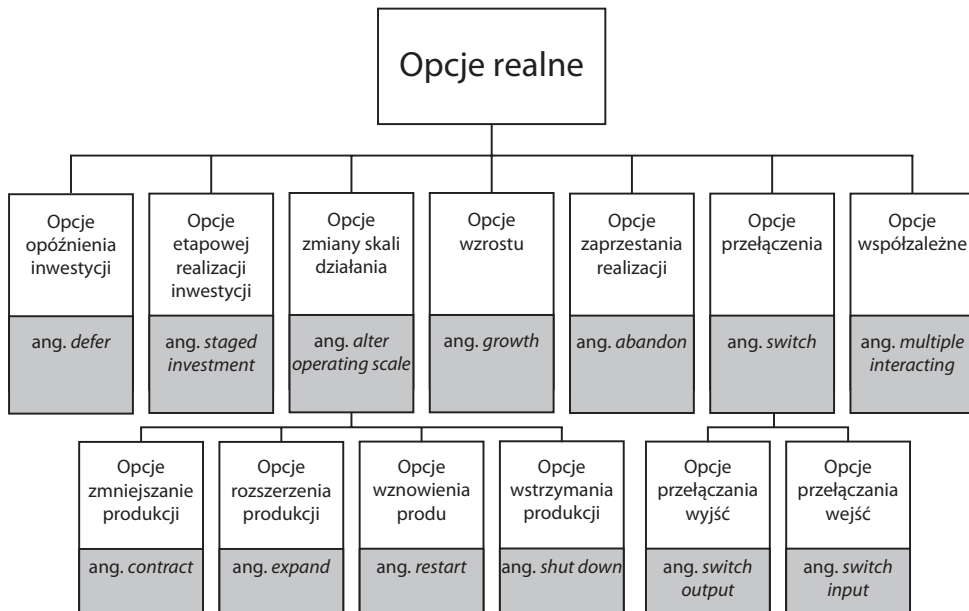 Opcje realne
Opcje
opóźnienia
inwestycji
ang. defer
Opcje
etapowej
realizacji
inwestycji
ang. staged
investment
Opcje
zmiany skali
działania
ang. alter
operating scale
Opcje
wzrostu
ang. growth
Opcje
zaprzestania
realizacji
ang. abandon
Opcje
przełączenia
ang. switch
Opcje
współzależne
ang. multiple
interacting
Opcje
zmniejszanie
produkcji
ang. contract
Opcje
rozszerzenia
produkcji
ang. expand
Opcje
wznowienia
produ
ang. restart
Opcje
wstrzymania
produkcji
ang. shut down
Opcje
przełączania
wyjść
ang. switch
output
Opcje
przełączania
wejść
ang. switch
input